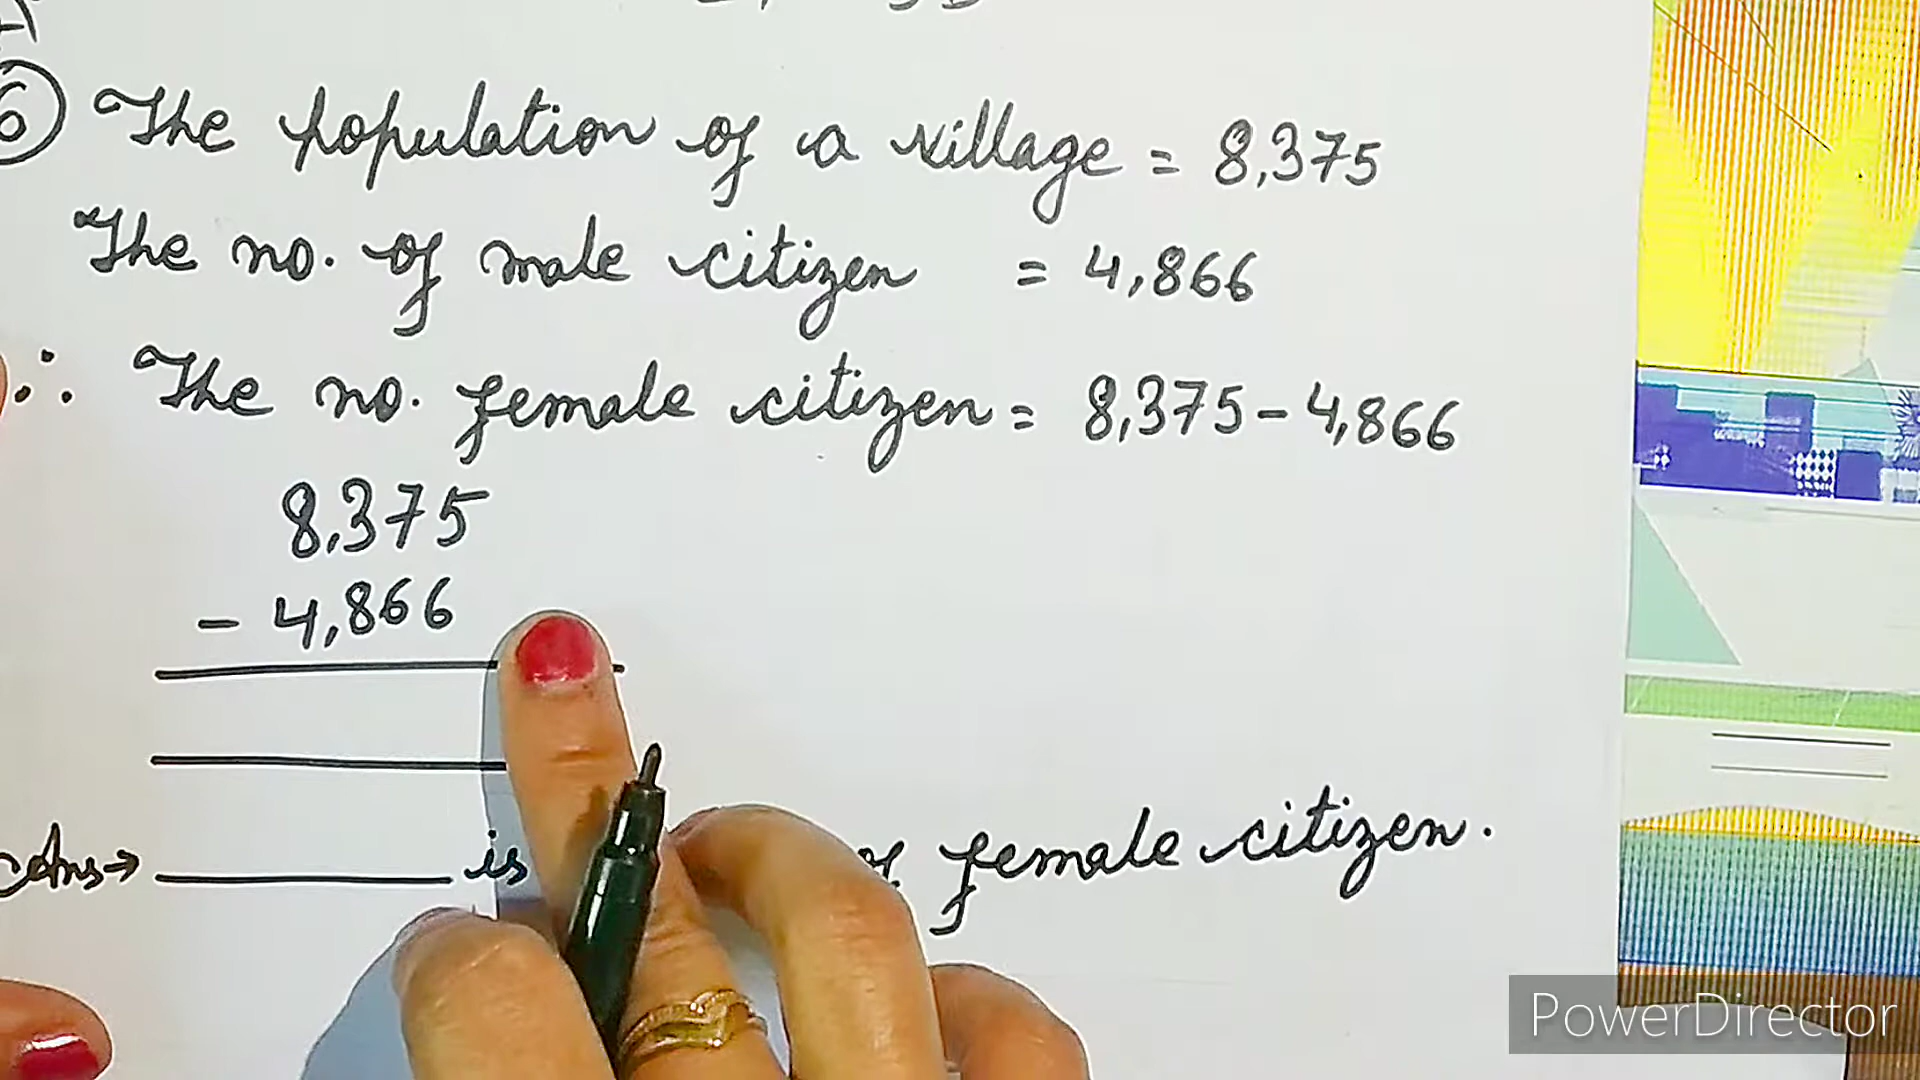 6 The population of a village = 8,375
The no. of male citizen = 4,866
∴ The no. female citizen = 8,375 - 4,866
8,375
- 4,866
Ans → is of female citizen.
PowerDirector